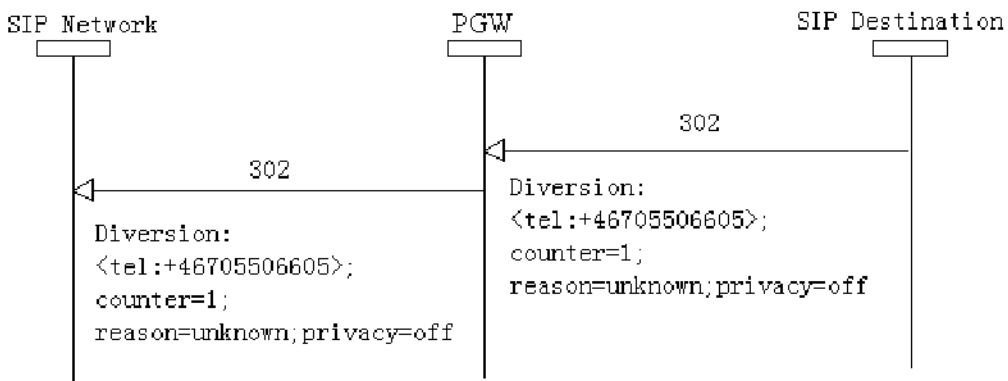 SIP Network
PGW
SIP Destination
302
302
Diversion:
<tel:+46705506605>;
counter=1;
reason=unknown;privacy=off
Diversion:
<tel:+46705506605>;
counter=1;
reason=unknown;privacy=off